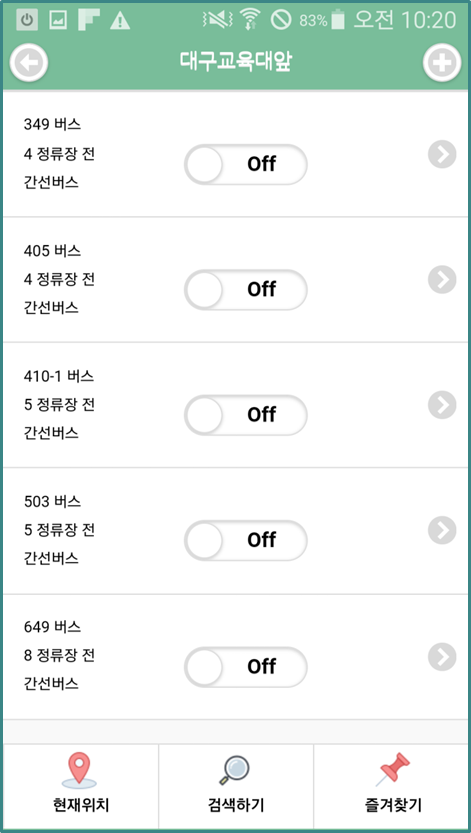 83% 오전 10:20
대구교육대앞
349 버스
4 정류장 전
간선버스
Off
405 버스
4 정류장 전
간선버스
Off
410-1 버스
5 정류장 전
간선버스
Off
503 버스
5 정류장 전
간선버스
Off
649 버스
8 정류장 전
간선버스
Off
현재위치 검색하기 즐겨찾기